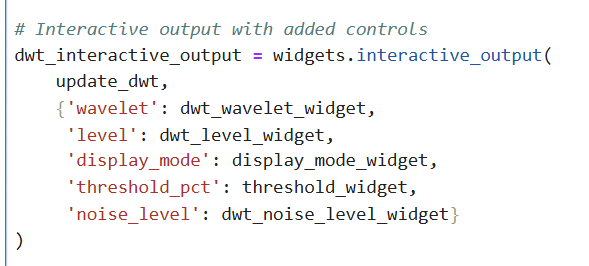 # Interactive output with added controls
dwt_interactive_output = widgets.interactive_output(
    update_dwt,
    {'wavelet': dwt_wavelet_widget,
     'level': dwt_level_widget,
     'display_mode': display_mode_widget,
     'threshold_pct': threshold_widget,
     'noise_level': dwt_noise_level_widget}
)